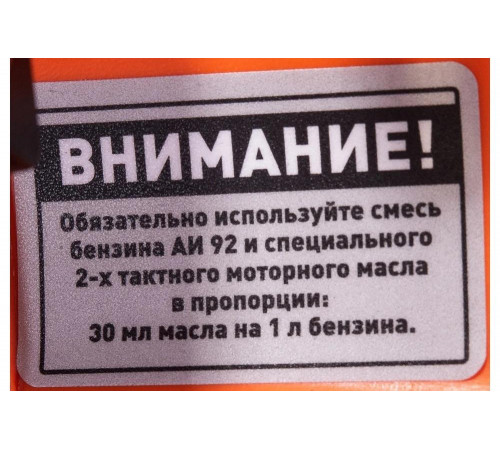 ВНИМАНИЕ!
Обязательно используйте смесь
бензина АИ 92 и специального
2-х тактного моторного масла
в пропорции:
30 мл масла на 1 л бензина.